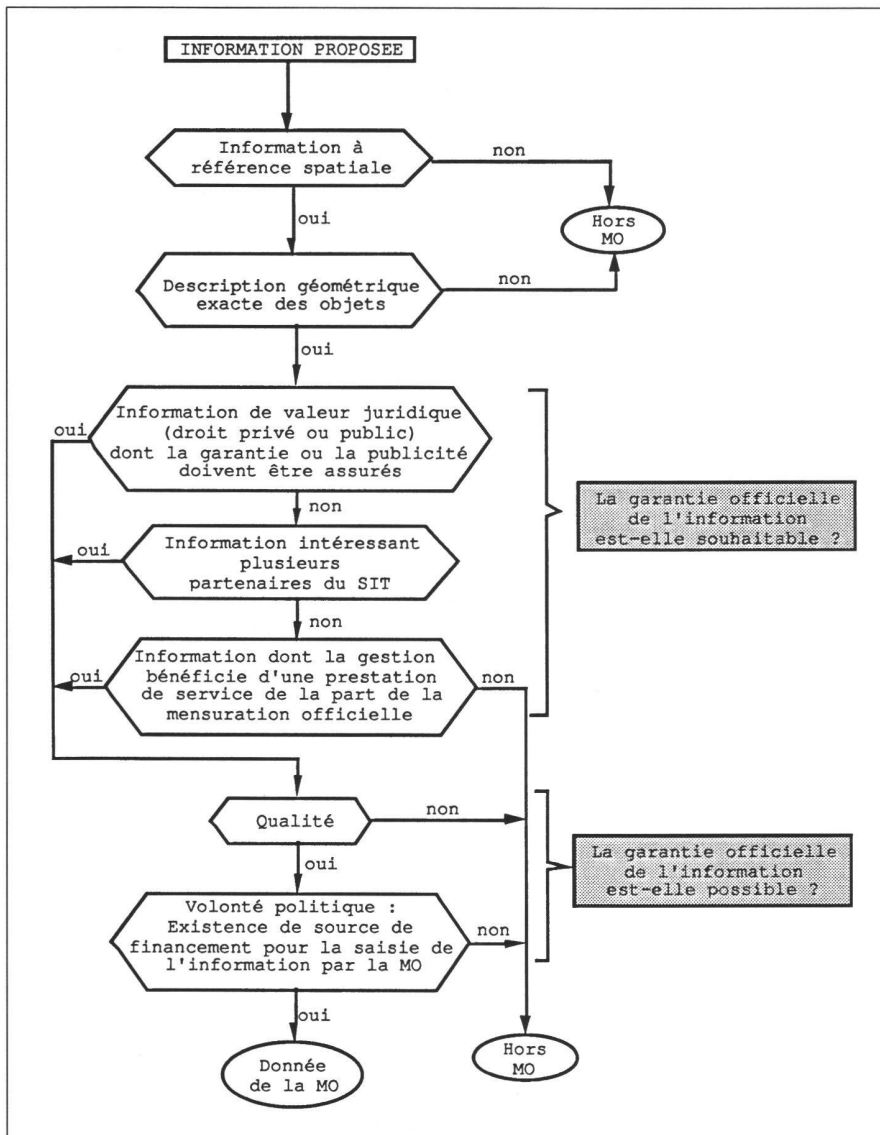 INFORMATION PROPOSEE
Information à
référence spatiale
non
oui
Hors
MO
Description géométrique
exacte des objets
non
oui
Information de valeur juridique
(droit privé ou public)
dont la garantie ou la publicité
doivent être assurés
oui
non
La garantie officielle
de l'information
est-elle souhaitable ?
Information intéressant
plusieurs
partenaires du SIT
oui
non
Information dont la gestion
bénéficie d'une prestation
de service de la part de la
mensuration officielle
oui
non
Qualité
non
oui
La garantie officielle
de l'information
est-elle possible ?
Volonté politique :
Existence de source de
financement pour la saisie de
l'information par la MO
non
oui
Donnée
de la MO
Hors
MO